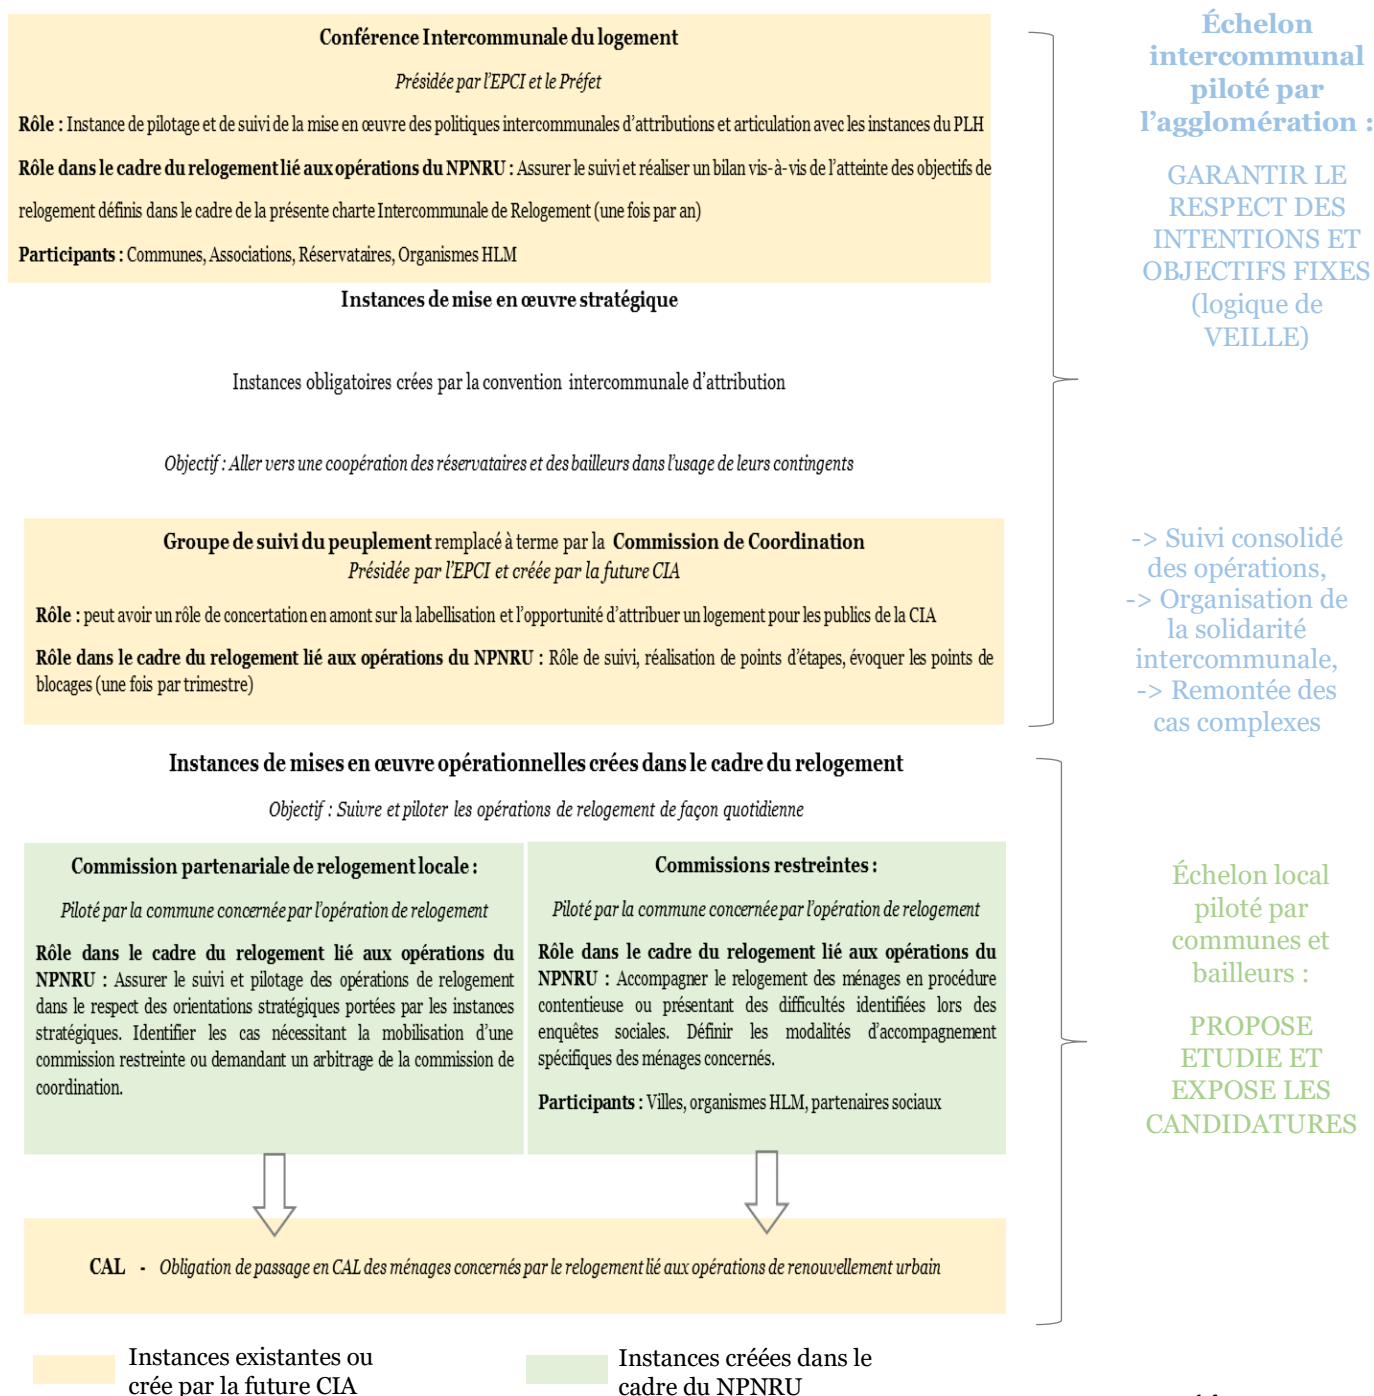 Conférence Intercommunale du logement
Présidée par l'EPCI et le Préfet
Rôle : Instance de pilotage et de suivi de la mise en œuvre des politiques intercommunales d'attributions et articulation avec les instances du PLH
Rôle dans le cadre du relogement lié aux opérations du NPNRU : Assurer le suivi et réaliser un bilan vis-à-vis de l'atteinte des objectifs de
relogement définis dans le cadre de la présente charte Intercommunale de Relogement (une fois par an)
Participants : Communes, Associations, Réservataires, Organismes HLM
Échelon
intercommunal
piloté par
l'agglomération :
GARANTIR LE
RESPECT DES
INTENTIONS ET
OBJECTIFS FIXES
(logique de
VEILLE)
Instances de mise en œuvre stratégique
Instances obligatoires crées par la convention intercommunale d'attribution
Objectif : Aller vers une coopération des réservataires et des bailleurs dans l'usage de leurs contingents
Groupe de suivi du peuplement remplacé à terme par la Commission de Coordination
Présidée par l'EPCI et créée par la future CIA
Rôle : peut avoir un rôle de concertation en amont sur la labellisation et l'opportunité d'attribuer un logement pour les publics de la CIA
Rôle dans le cadre du relogement lié aux opérations du NPNRU : Rôle de suivi, réalisation de points d'étapes, évoquer les points de
blocages (une fois par trimestre)
-> Suivi consolidé
des opérations,
-> Organisation de
la solidarité
intercommunale,
-> Remontée des
cas complexes
Instances de mises en œuvre opérationnelles crées dans le cadre du relogement
Objectif : Suivre et piloter les opérations de relogement de façon quotidienne
Commission partenariale de relogement locale :
Piloté par la commune concernée par l'opération de relogement
Rôle dans le cadre du relogement lié aux opérations du
NPNRU : Assurer le suivi et pilotage des opérations de relogement
dans le respect des orientations stratégiques portées par les instances
stratégiques. Identifier les cas nécessitant la mobilisation d'une
commission restreinte ou demandant un arbitrage de la commission de
coordination.
Commissions restreintes :
Piloté par la commune concernée par l'opération de relogement
Rôle dans le cadre du relogement lié aux opérations du
NPNRU : Accompagner le relogement des ménages en procédure
contentieuse ou présentant des difficultés identifiées lors des
enquêtes sociales. Définir les modalités d'accompagnement
spécifiques des ménages concernés.
Participants : Villes, organismes HLM, partenaires sociaux
Échelon local
piloté par
communes et
bailleurs :
PROPOSE
ETUDIE ET
EXPOSE LES
CANDIDATURES
CAL - Obligation de passage en CAL des ménages concernés par le relogement lié aux opérations de renouvellement urbain
Instances existantes ou
crée par la future CIA
Instances créées dans le
cadre du NPNRU